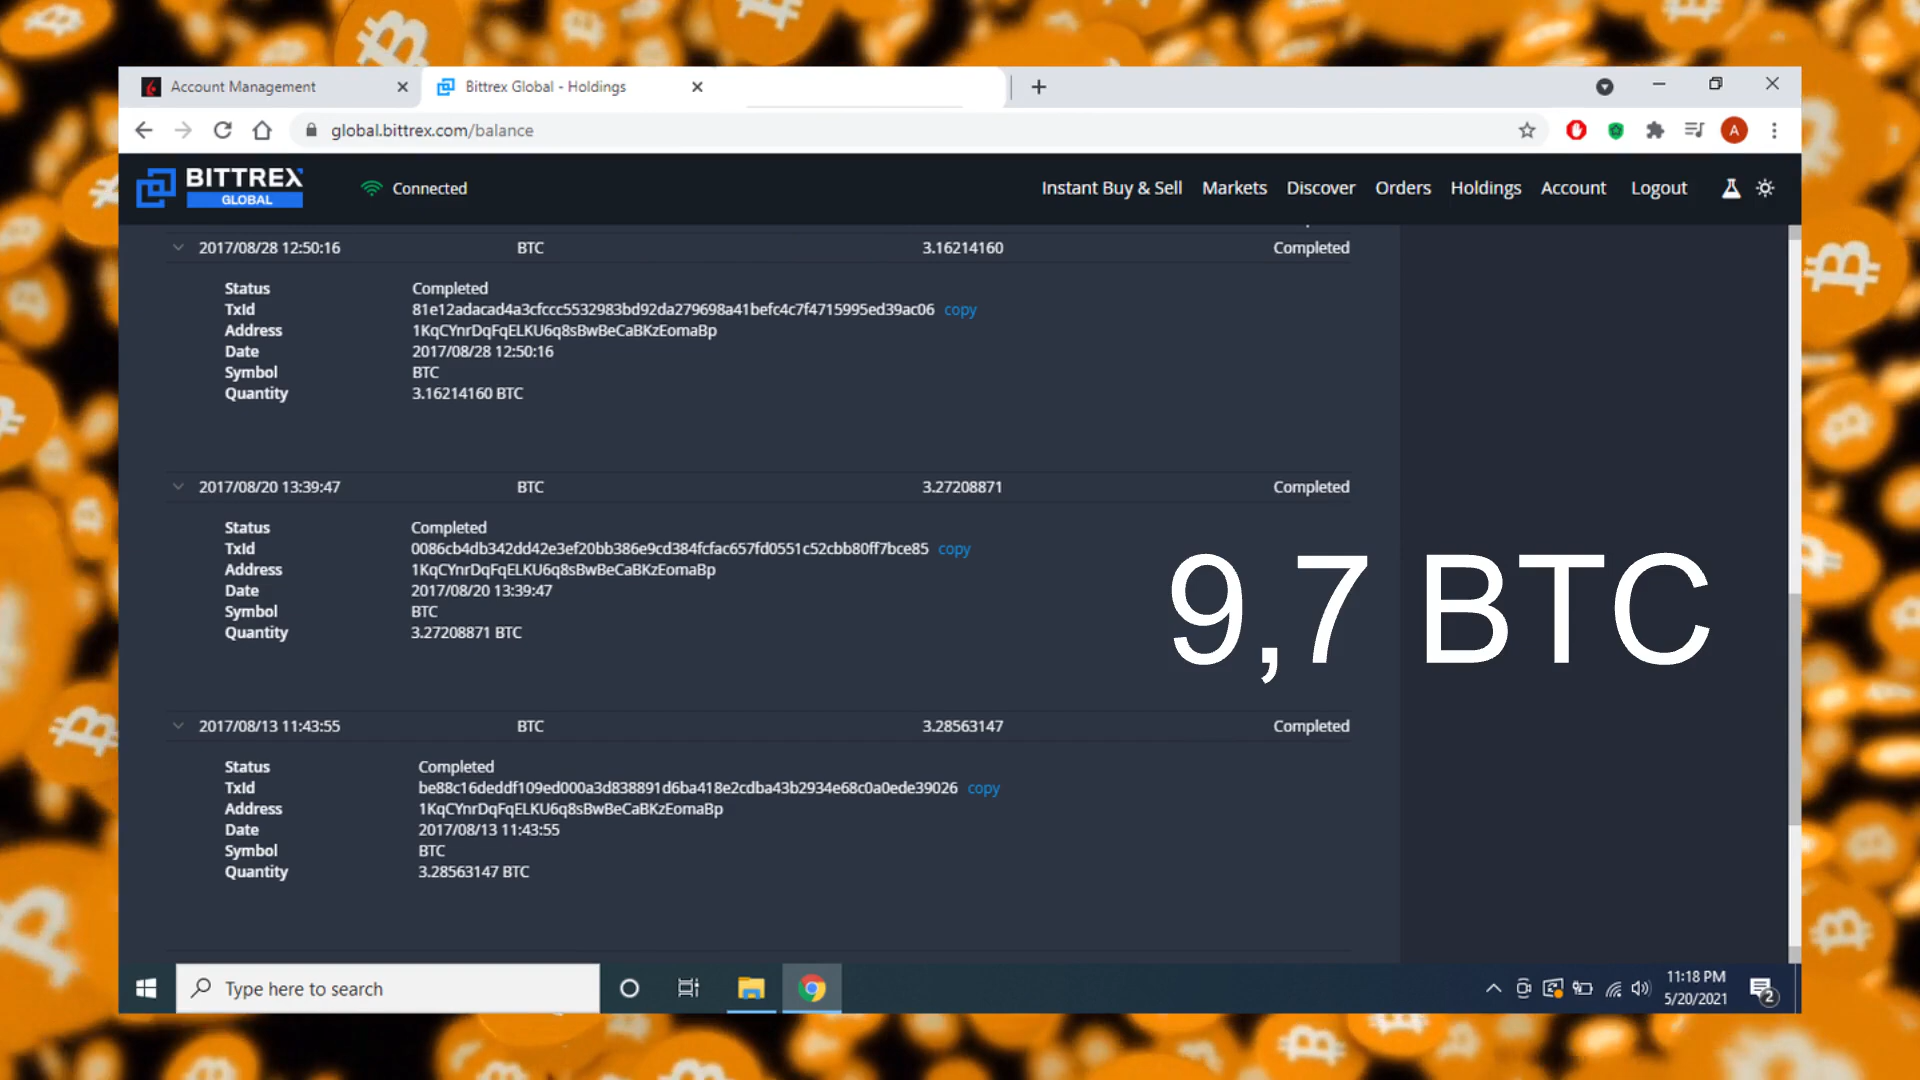 Account Management
Bittrex Global - Holdings
global.bittrex.com/balance
A
BITTREX
GLOBAL
Connected
Instant Buy & Sell Markets Discover Orders Holdings Account Logout
2017/08/28 12:50:16 BTC 3.16214160 Completed
Status Completed
TxId 81e12adacad4a3cfccc5532983bd92da279698a41befc4c7f4715995ed39ac06 copy
Address 1KqCYnrDqFqELKU6q8sBwBeCaBKzEomaBp
Date 2017/08/28 12:50:16
Symbol BTC
Quantity 3.16214160 BTC
2017/08/20 13:39:47 BTC 3.27208871 Completed
Status Completed
TxId 0086cb4db342dd42e3ef20bb386e9cd384fcfac657fd0551c52cbb80ff7bce85 copy
Address 1KqCYnrDqFqELKU6q8sBwBeCaBKzEomaBp
Date 2017/08/20 13:39:47
Symbol BTC
Quantity 3.27208871 BTC
9,7 BTC
2017/08/13 11:43:55 BTC 3.28563147 Completed
Status Completed
TxId be88c16deddf109ed000a3d838891d6ba418e2cdba43b2934e68c0a0ede39026 copy
Address 1KqCYnrDqFqELKU6q8sBwBeCaBKzEomaBp
Date 2017/08/13 11:43:55
Symbol BTC
Quantity 3.28563147 BTC
Type here to search
11:18 PM
5/20/2021
2